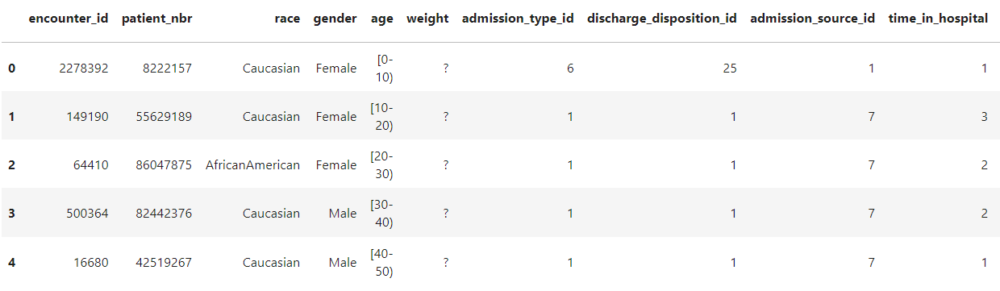 encounter_id patient_nbr race gender age weight admission_type_id discharge_disposition_id admission_source_id time_in_hospital
0 2278392 8222157 Caucasian Female [0-10) ? 6 25 1 1
1 149190 55629189 Caucasian Female [10-20) ? 1 1 7 3
2 64410 86047875 AfricanAmerican Female [20-30) ? 1 1 7 2
3 500364 82442376 Caucasian Male [30-40) ? 1 1 7 2
4 16680 42519267 Caucasian Male [40-50) ? 1 1 7 1